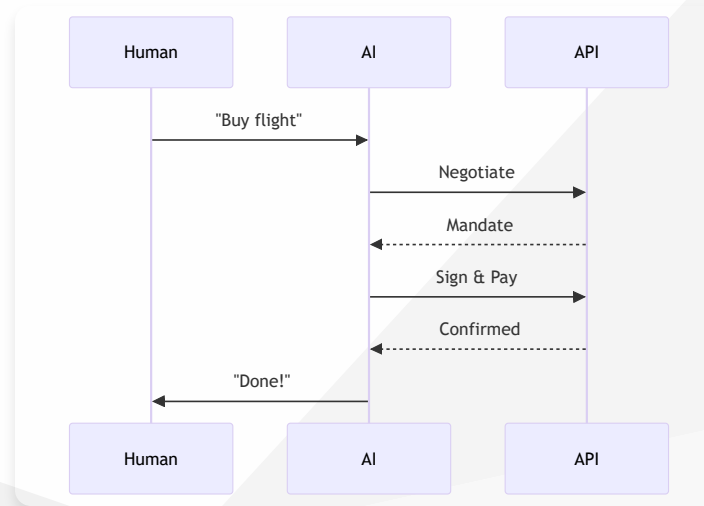 Human
AI
API
"Buy flight"
Negotiate
Mandate
Sign & Pay
Confirmed
"Done!"
Human
AI
API